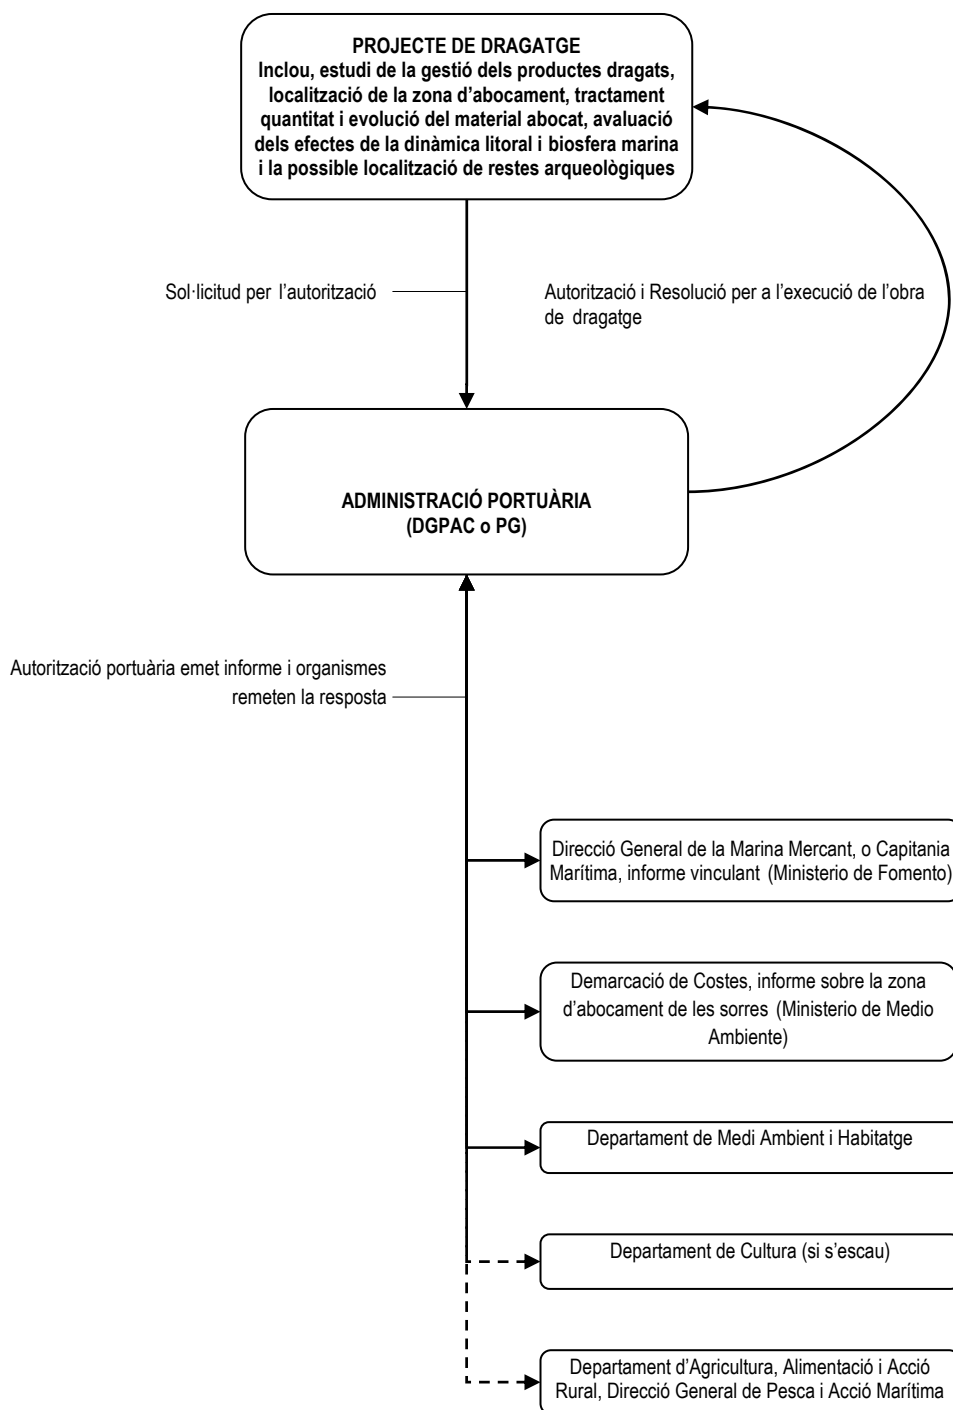 PROJECTE DE DRAGATGE
Inclou, estudi de la gestió dels productes dragats,
localització de la zona d'abocament, tractament
quantitat i evolució del material abocat, avaluació
dels efectes de la dinàmica litoral i biosfera marina
i la possible localització de restes arqueològiques
Sol·licitud per l'autorització
Autorització i Resolució per a l'execució de l'obra
de dragatge
ADMINISTRACIÓ PORTUÀRIA
(DGPAC o PG)
Autorització portuària emet informe i organismes
remeten la resposta
Direcció General de la Marina Mercant, o Capitania
Marítima, informe vinculant (Ministerio de Fomento)
Demarcació de Costes, informe sobre la zona
d'abocament de les sorres (Ministerio de Medio
Ambiente)
Departament de Medi Ambient i Habitatge
Departament de Cultura (si s'escau)
Departament d'Agricultura, Alimentació i Acció
Rural, Direcció General de Pesca i Acció Marítima